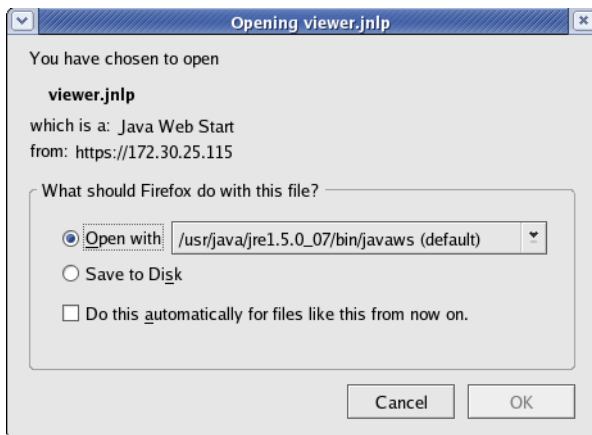 Opening viewer.jnlp
You have chosen to open
viewer.jnlp
which is a: Java Web Start
from: https://172.30.25.115
What should Firefox do with this file?
Open with /usr/java/jre1.5.0_07/bin/javaws (default)
Save to Disk
Do this automatically for files like this from now on.
Cancel OK